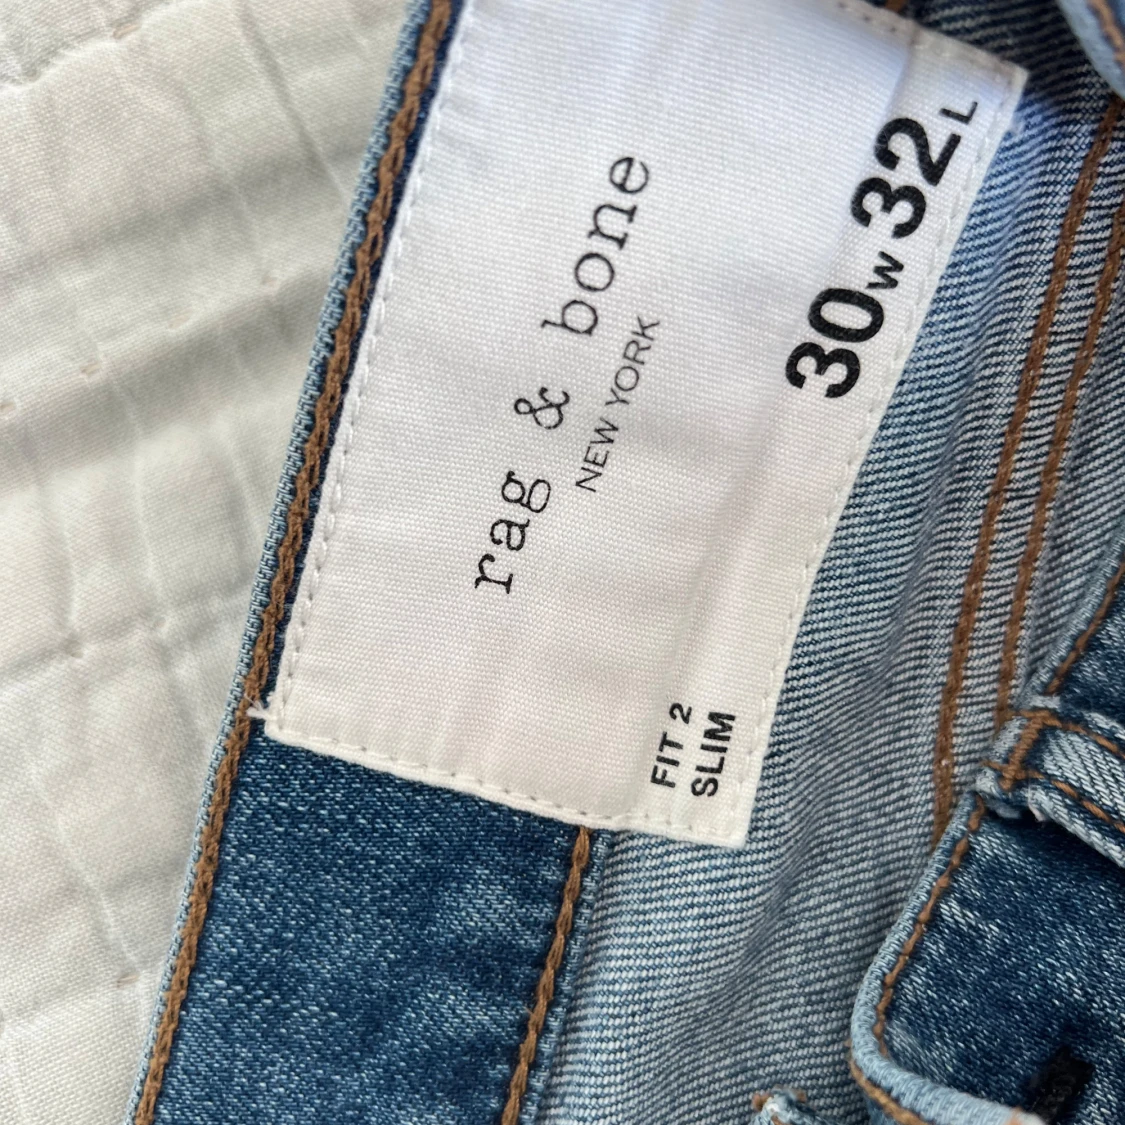 rag & bone
NEW YORK
FIT 2
SLIM
30W 32L